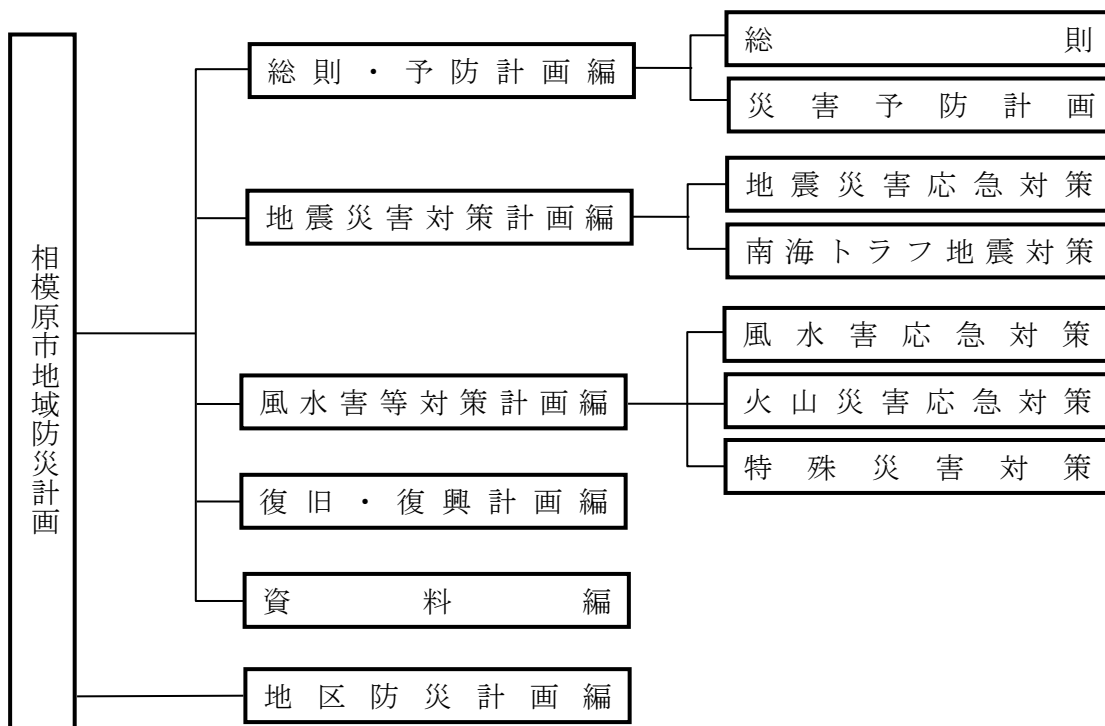 相模原市地域防災計画
総則・予防計画編
総則
災害予防計画
地震災害対策計画編
地震災害応急対策
南海トラフ地震対策
風水害等対策計画編
風水害応急対策
火山災害応急対策
特殊災害対策
復旧・復興計画編
資料編
地区防災計画編